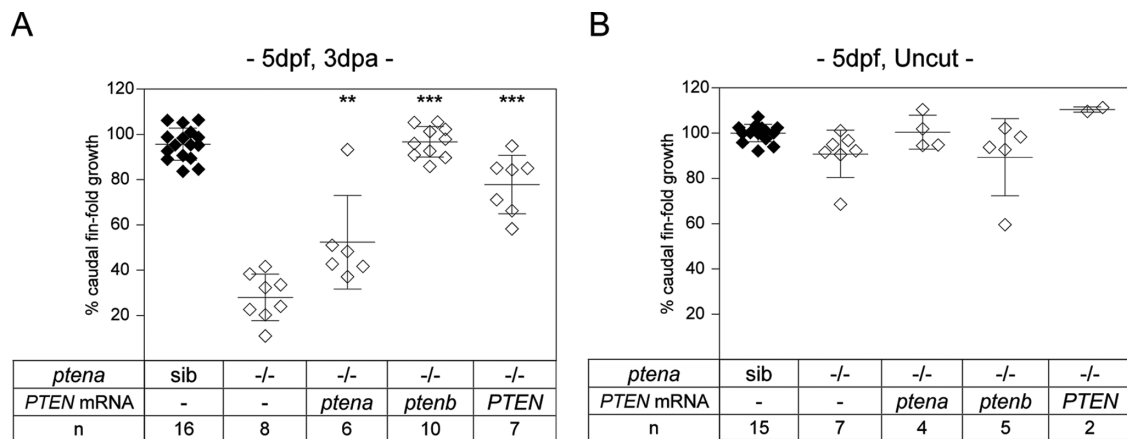 A
- 5dpf, 3dpa -
% caudal fin-fold growth
120
100
80
60
40
20
** *** ***
ptena sib -/- -/- -/- -/-
PTEN mRNA - - ptena ptenb PTEN
n 16 8 6 10 7
B
- 5dpf, Uncut -
% caudal fin-fold growth
120
100
80
60
40
20
ptena sib -/- -/- -/- -/-
PTEN mRNA - - ptena ptenb PTEN
n 15 7 4 5 2